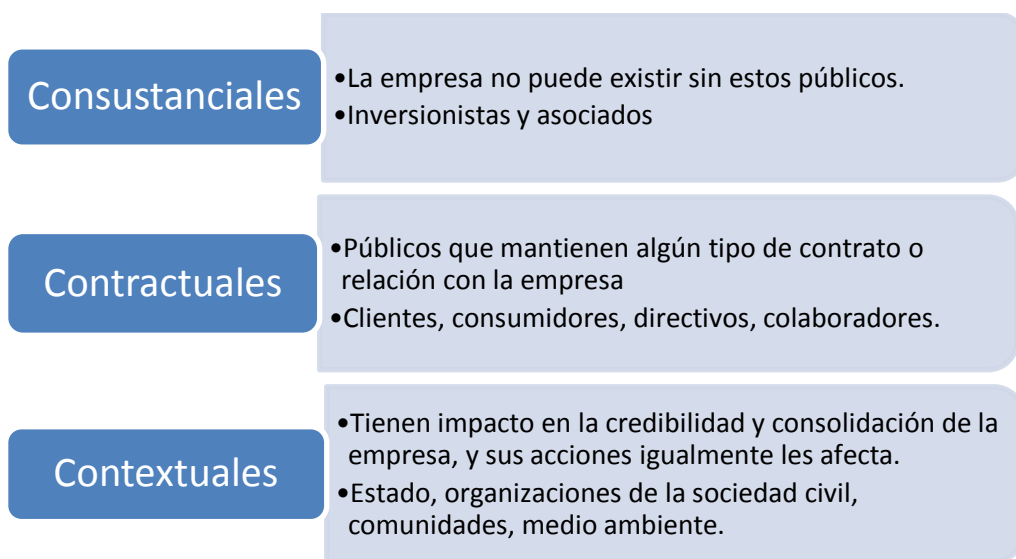 Consustanciales
•La empresa no puede existir sin estos públicos.
•Inversionistas y asociados
Contractuales
•Públicos que mantienen algún tipo de contrato o
relación con la empresa
•Clientes, consumidores, directivos, colaboradores.
Contextuales
•Tienen impacto en la credibilidad y consolidación de la
empresa, y sus acciones igualmente les afecta.
•Estado, organizaciones de la sociedad civil,
comunidades, medio ambiente.